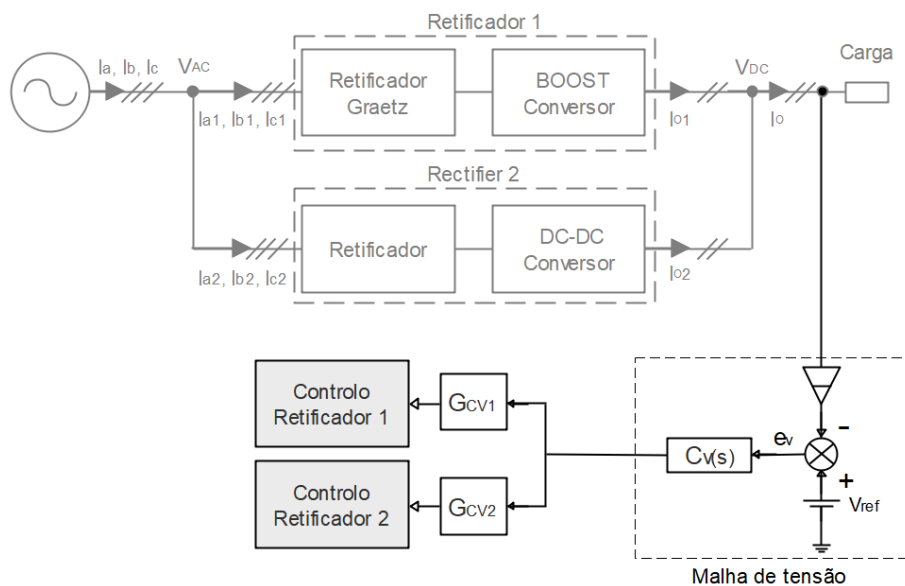 Retificador 1
Ia, Ib, Ic
VAC
Retificador
Graetz
BOOST
Conversor
VDC
Carga
Ia1, Ib1, Ic1
IO1
IO
Rectifier 2
Retificador
DC-DC
Conversor
Ia2, Ib2, Ic2
IO2
Controlo
Retificador 1
GCV1
-
Cv(s)
ev
+
Vref
Controlo
Retificador 2
GCV2
Malha de tensão